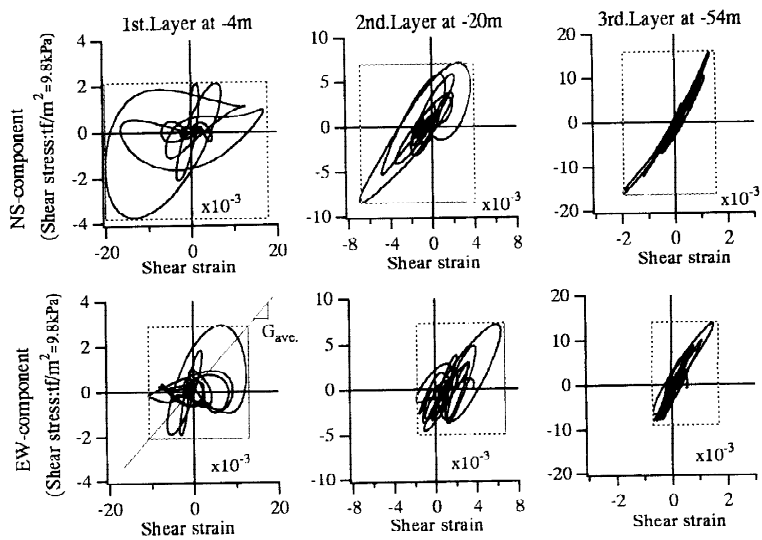 1st.Layer at -4m
2nd.Layer at -20m
3rd.Layer at -54m
NS-component
(Shear stress:tf/m²=9.8kPa)
4
2
0
-2
-4
x10⁻³
-20
0
20
Shear strain
10
5
0
-5
-10
x10⁻³
-8
-4
0
4
8
Shear strain
20
10
0
-10
-20
x10⁻³
-2
0
2
Shear strain
EW-component
(Shear stress:tf/m²=9.8kPa)
4
2
0
-2
-4
Gave.
x10⁻³
-20
0
20
Shear strain
10
5
0
-5
-10
x10⁻³
-8
-4
0
4
8
Shear strain
20
10
0
-10
-20
x10⁻³
-2
0
2
Shear strain